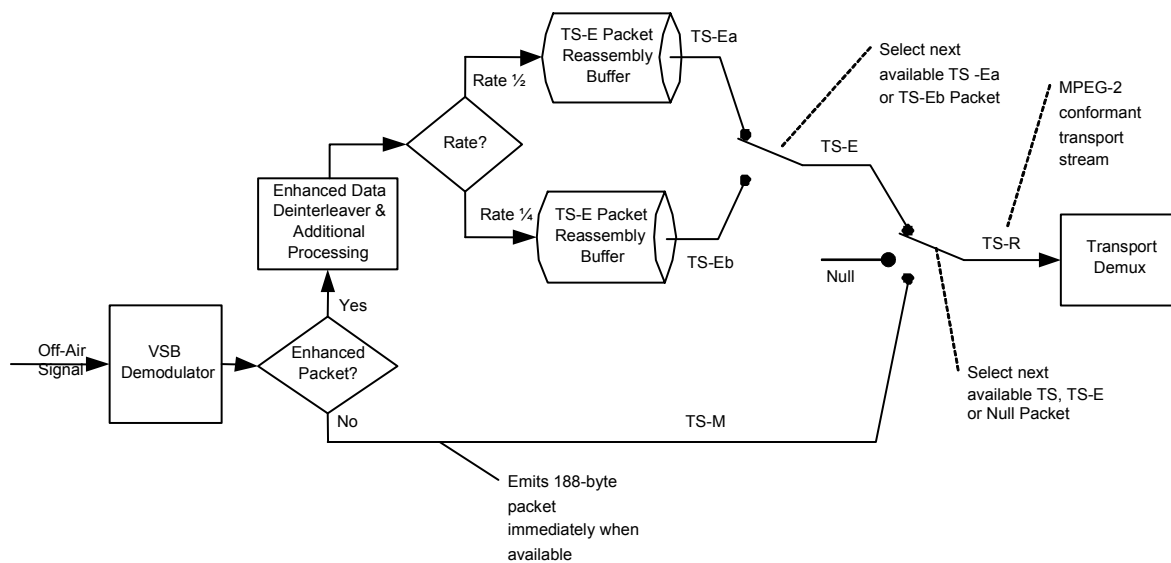 TS-E Packet
Reassembly
Buffer
TS-Ea
Select next
available TS -Ea
or TS-Eb Packet
MPEG-2
conformant
transport
stream
Rate ½
Rate?
TS-E
Enhanced Data
Deinterleaver &
Additional
Processing
Rate ¼
TS-E Packet
Reassembly
Buffer
TS-Eb
Null
TS-R
Transport
Demux
Yes
Off-Air
Signal
VSB
Demodulator
Enhanced
Packet?
No
TS-M
Select next
available TS, TS-E
or Null Packet
Emits 188-byte
packet
immediately when
available